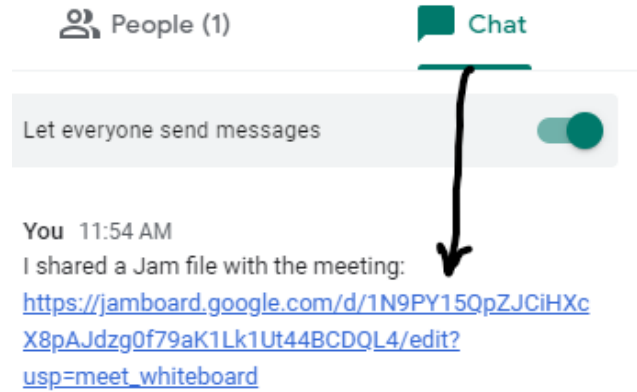 People (1) Chat
Let everyone send messages
You 11:54 AM
I shared a Jam file with the meeting:
https://jamboard.google.com/d/1N9PY15QpZJCiHXc
X8pAJdzg0f79aK1Lk1Ut44BCDQL4/edit?
usp=meet_whiteboard